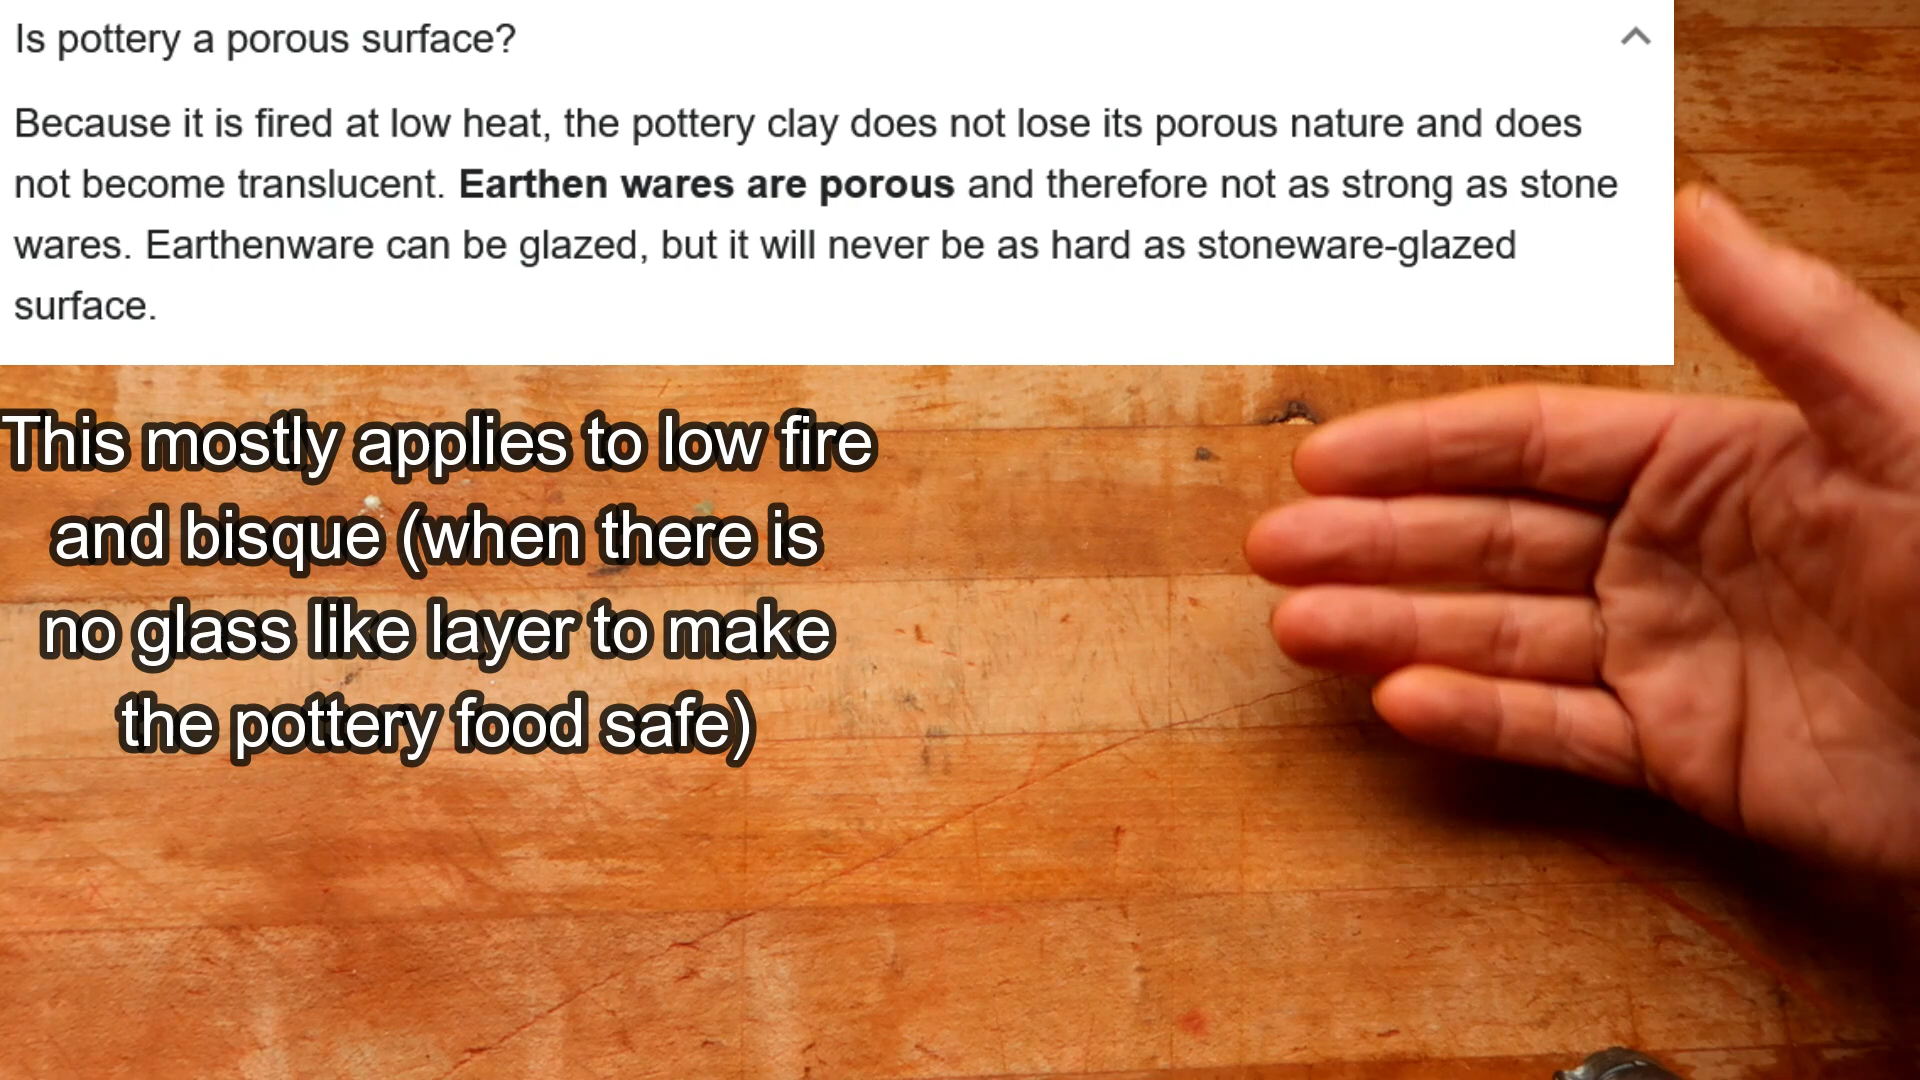 Is pottery a porous surface?
Because it is fired at low heat, the pottery clay does not lose its porous nature and does
not become translucent. Earthen wares are porous and therefore not as strong as stone
wares. Earthenware can be glazed, but it will never be as hard as stoneware-glazed
surface.
This mostly applies to low fire
and bisque (when there is
no glass like layer to make
the pottery food safe)